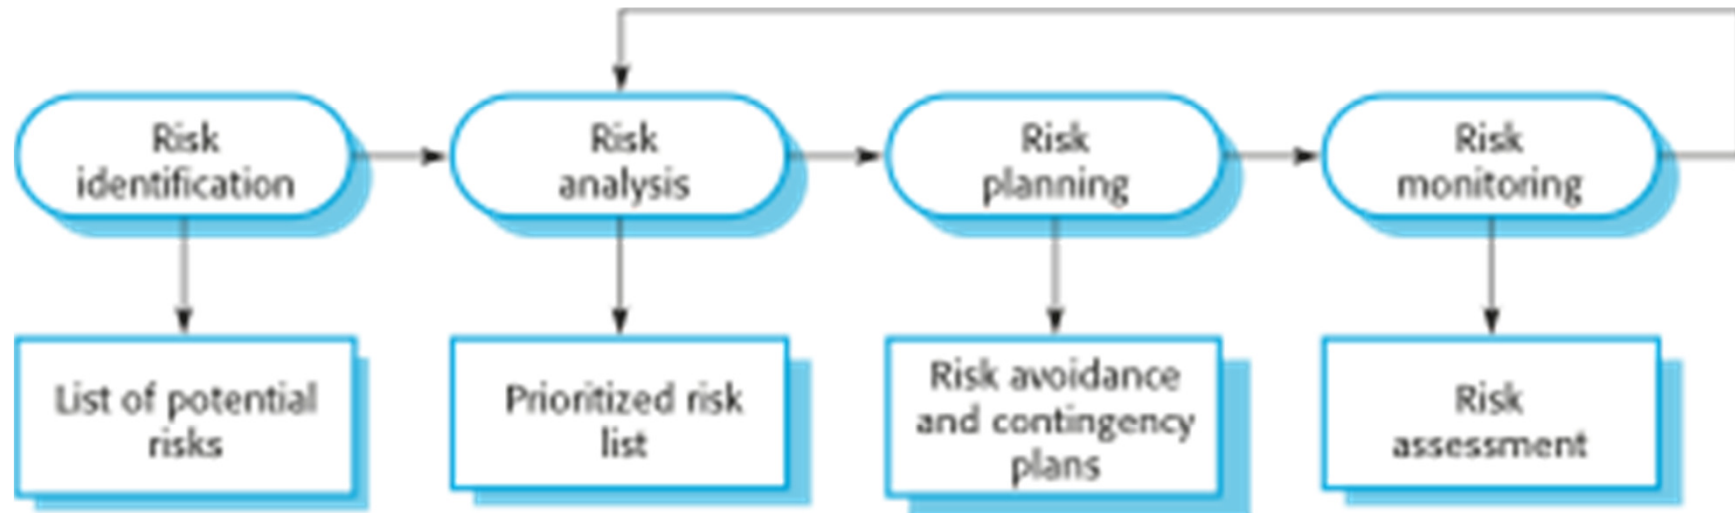 Risk
identification
Risk
analysis
Risk
planning
Risk
monitoring
List of potential
risks
Prioritized risk
list
Risk avoidance
and contingency
plans
Risk
assessment